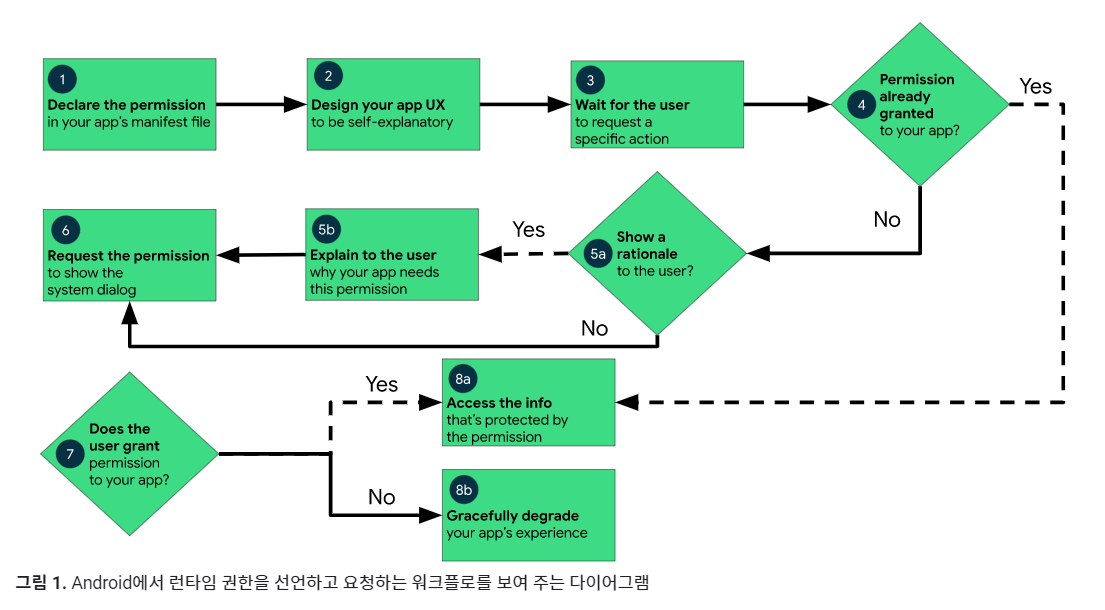 1
Declare the permission
in your app's manifest file
2
Design your app UX
to be self-explanatory
3
Wait for the user
to request a
specific action
4
Permission
already
granted
to your app?
Yes
No
5a
Show a
rationale
to the user?
Yes
5b
Explain to the user
why your app needs
this permission
6
Request the permission
to show the
system dialog
No
7
Does the
user grant
permission
to your app?
Yes
8a
Access the info
that's protected by
the permission
No
8b
Gracefully degrade
your app's experience
그림 1. Android에서 런타임 권한을 선언하고 요청하는 워크플로를 보여 주는 다이어그램